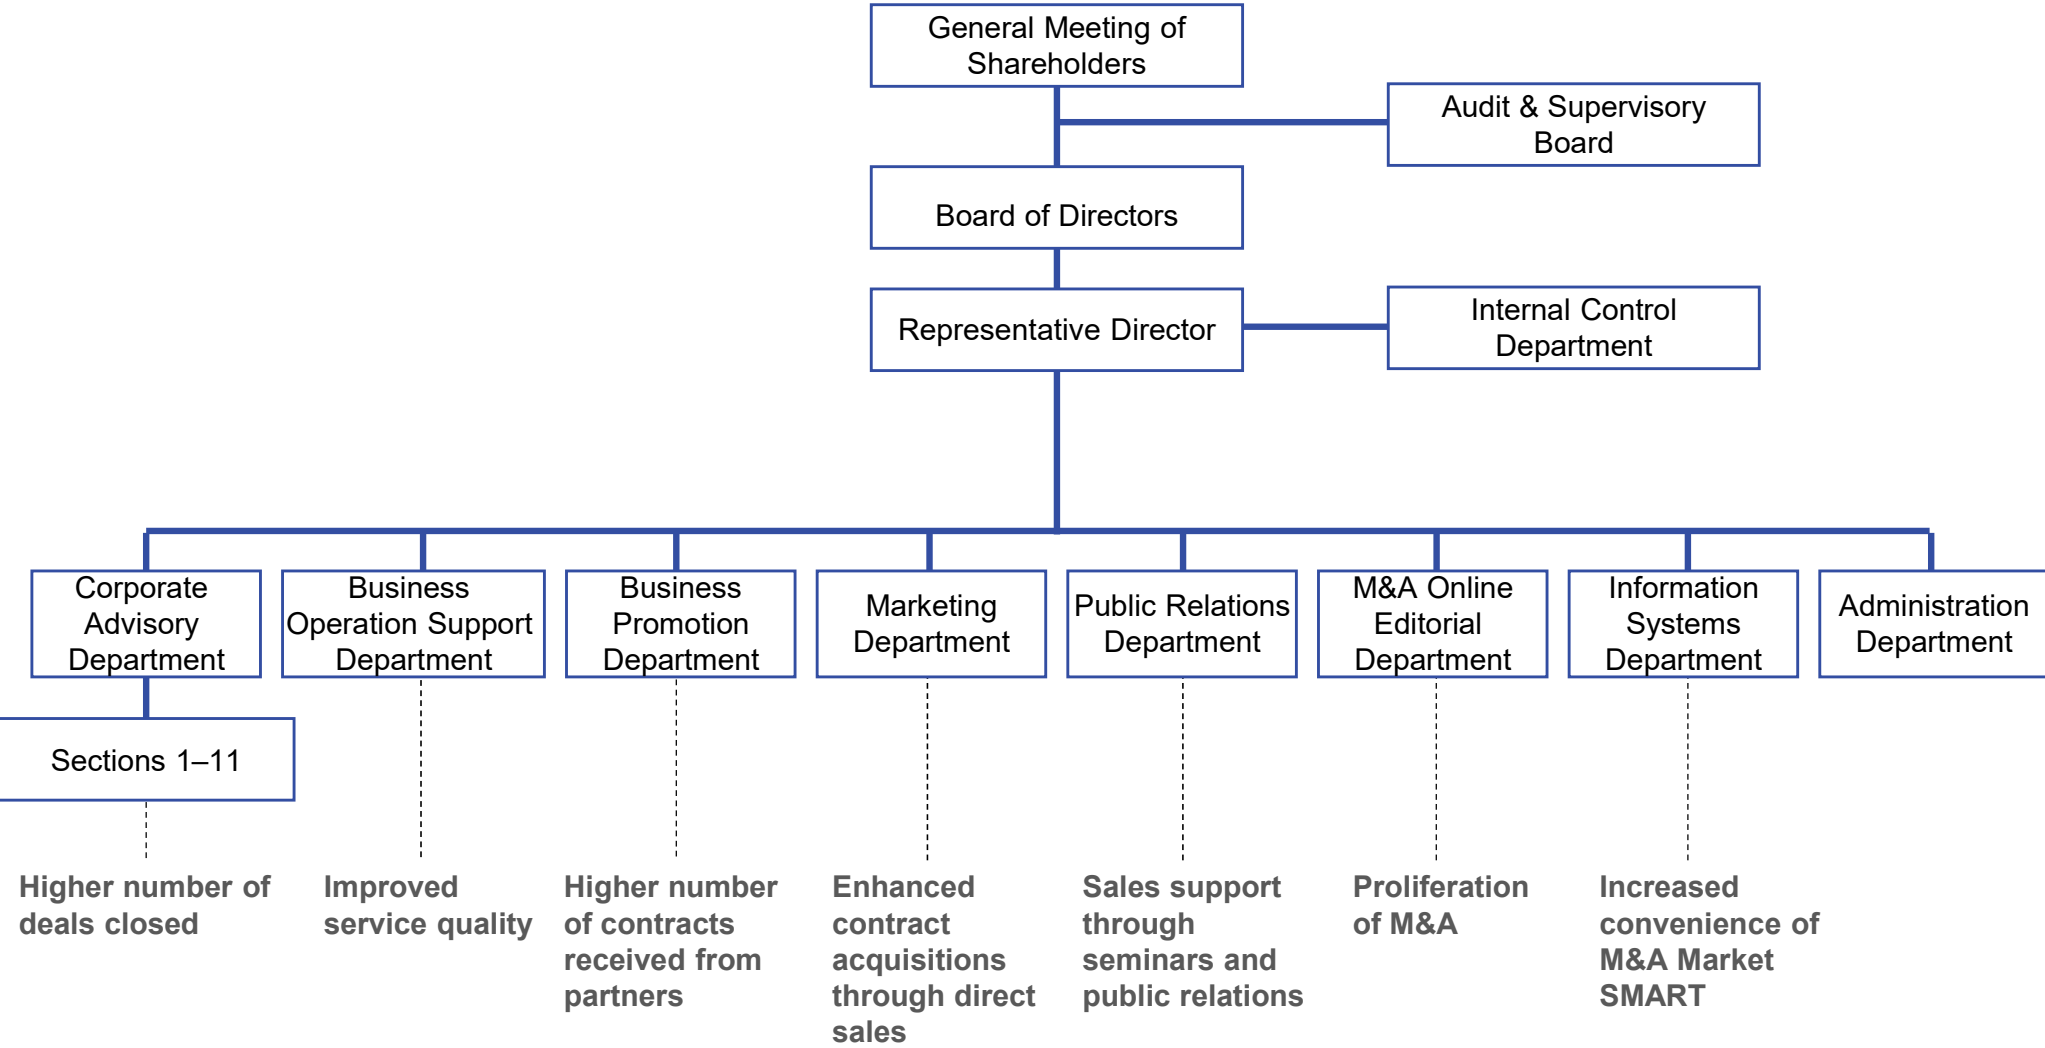 General Meeting of
Shareholders
Audit & Supervisory
Board
Board of Directors
Representative Director
Internal Control
Department
Corporate
Advisory
Department
Business
Operation Support
Department
Business
Promotion
Department
Marketing
Department
Public Relations
Department
M&A Online
Editorial
Department
Information
Systems
Department
Administration
Department
Sections 1–11
Higher number of
deals closed
Improved
service quality
Higher number
of contracts
received from
partners
Enhanced
contract
acquisitions
through direct
sales
Sales support
through
seminars and
public relations
Proliferation
of M&A
Increased
convenience of
M&A Market
SMART